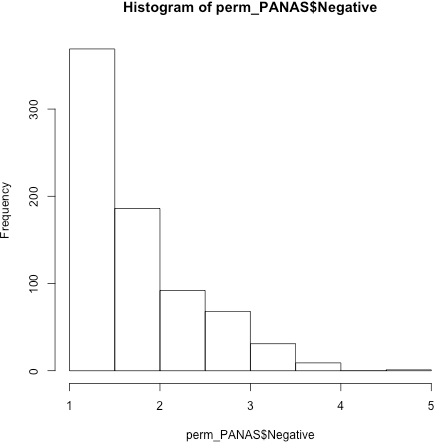 Histogram of perm_PANAS$Negative
Frequency
300
200
100
0
1 2 3 4 5
perm_PANAS$Negative